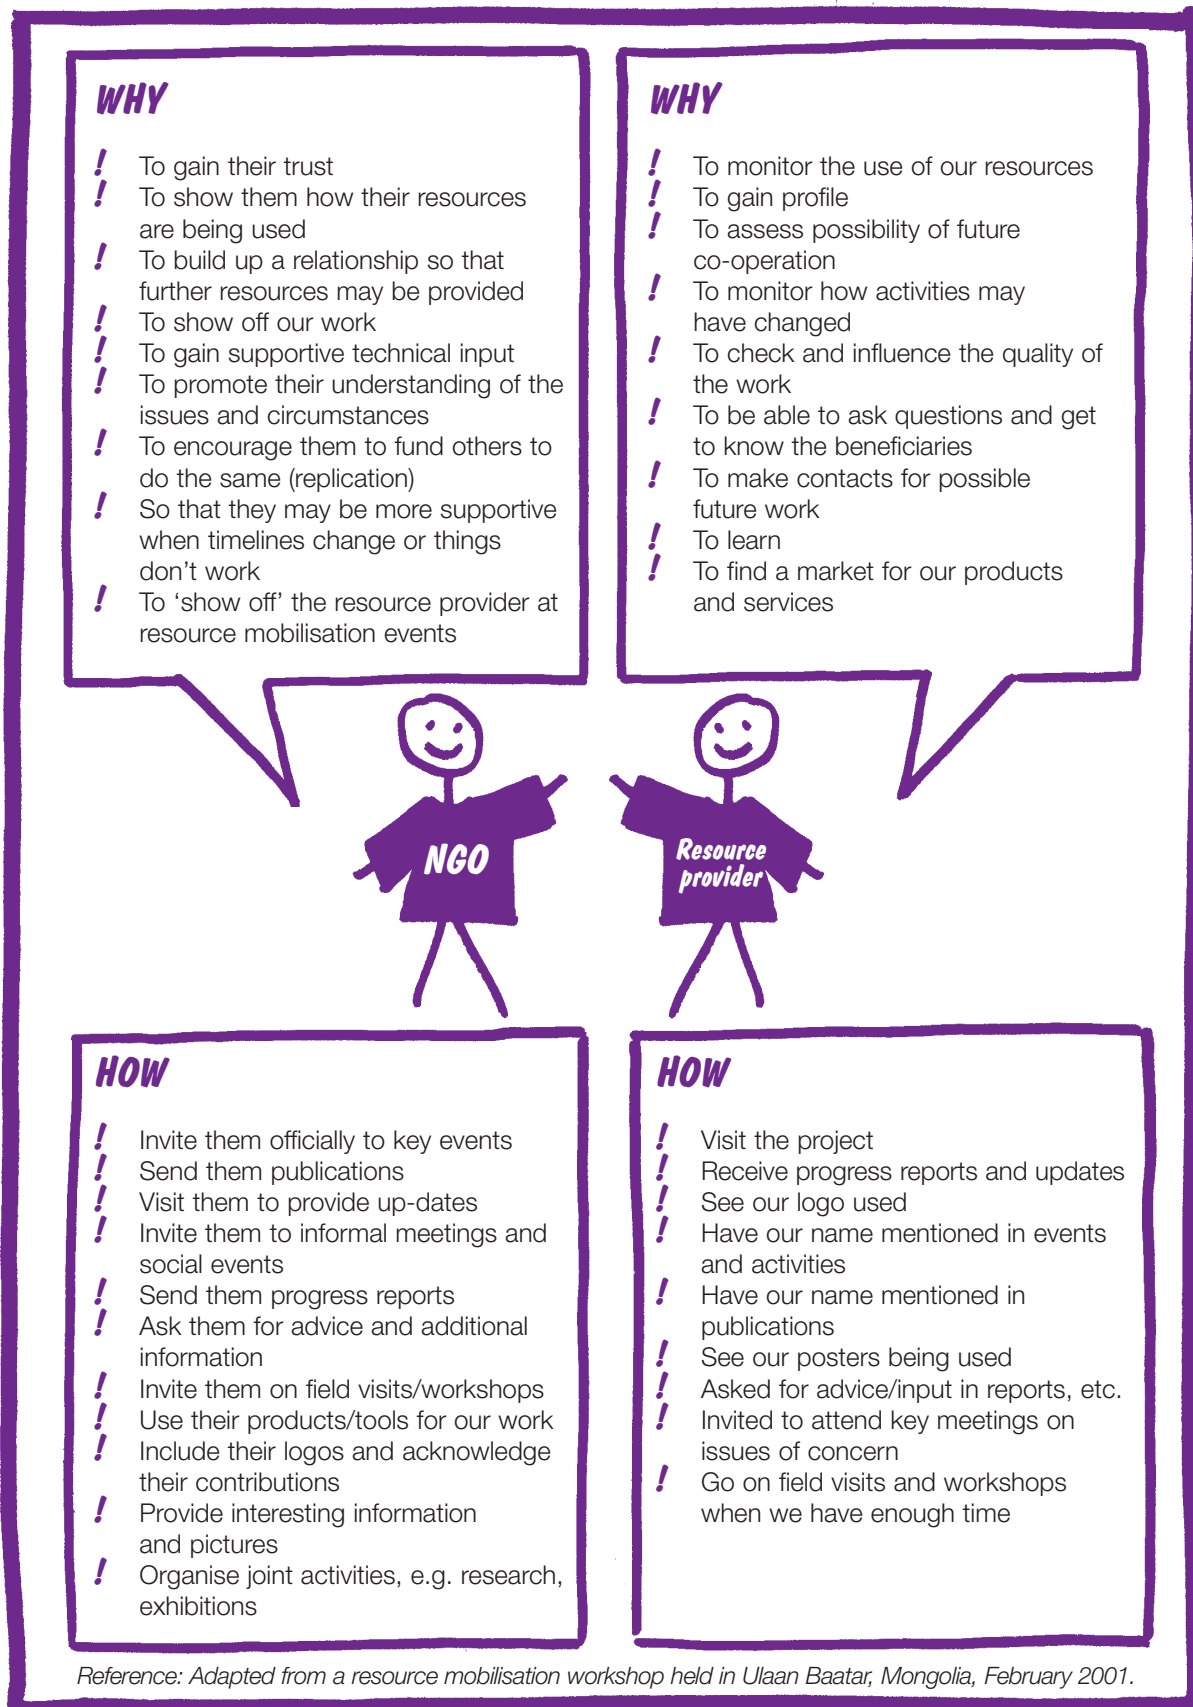 WHY
! To gain their trust
! To show them how their resources
are being used
! To build up a relationship so that
further resources may be provided
! To show off our work
! To gain supportive technical input
! To promote their understanding of the
issues and circumstances
! To encourage them to fund others to
do the same (replication)
! So that they may be more supportive
when timelines change or things
don't work
! To ‘show off’ the resource provider at
resource mobilisation events
WHY
! To monitor the use of our resources
! To gain profile
! To assess possibility of future
co-operation
! To monitor how activities may
have changed
! To check and influence the quality of
the work
! To be able to ask questions and get
to know the beneficiaries
! To make contacts for possible
future work
! To learn
! To find a market for our products
and services
NGO
Resource
provider
HOW
! Invite them officially to key events
! Send them publications
! Visit them to provide up-dates
! Invite them to informal meetings and
social events
! Send them progress reports
! Ask them for advice and additional
information
! Invite them on field visits/workshops
! Use their products/tools for our work
! Include their logos and acknowledge
their contributions
! Provide interesting information
and pictures
! Organise joint activities, e.g. research,
exhibitions
HOW
! Visit the project
! Receive progress reports and updates
! See our logo used
! Have our name mentioned in events
and activities
! Have our name mentioned in
publications
! See our posters being used
! Asked for advice/input in reports, etc.
! Invited to attend key meetings on
issues of concern
! Go on field visits and workshops
when we have enough time
Reference: Adapted from a resource mobilisation workshop held in Ulaan Baatar, Mongolia, February 2001.